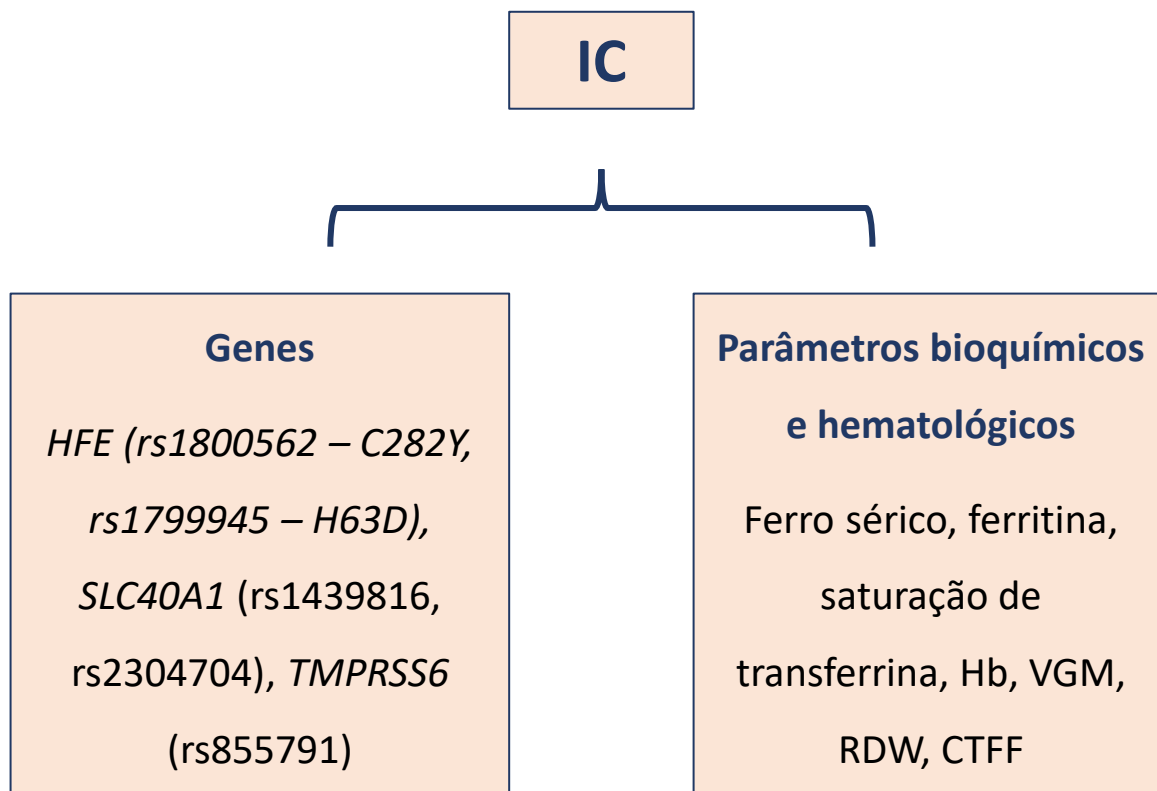 IC
Genes
HFE (rs1800562 – C282Y,
rs1799945 – H63D),
SLC40A1 (rs1439816,
rs2304704), TMPRSS6
(rs855791)
Parâmetros bioquímicos
e hematológicos
Ferro sérico, ferritina,
saturação de
transferrina, Hb, VGM,
RDW, CTFF